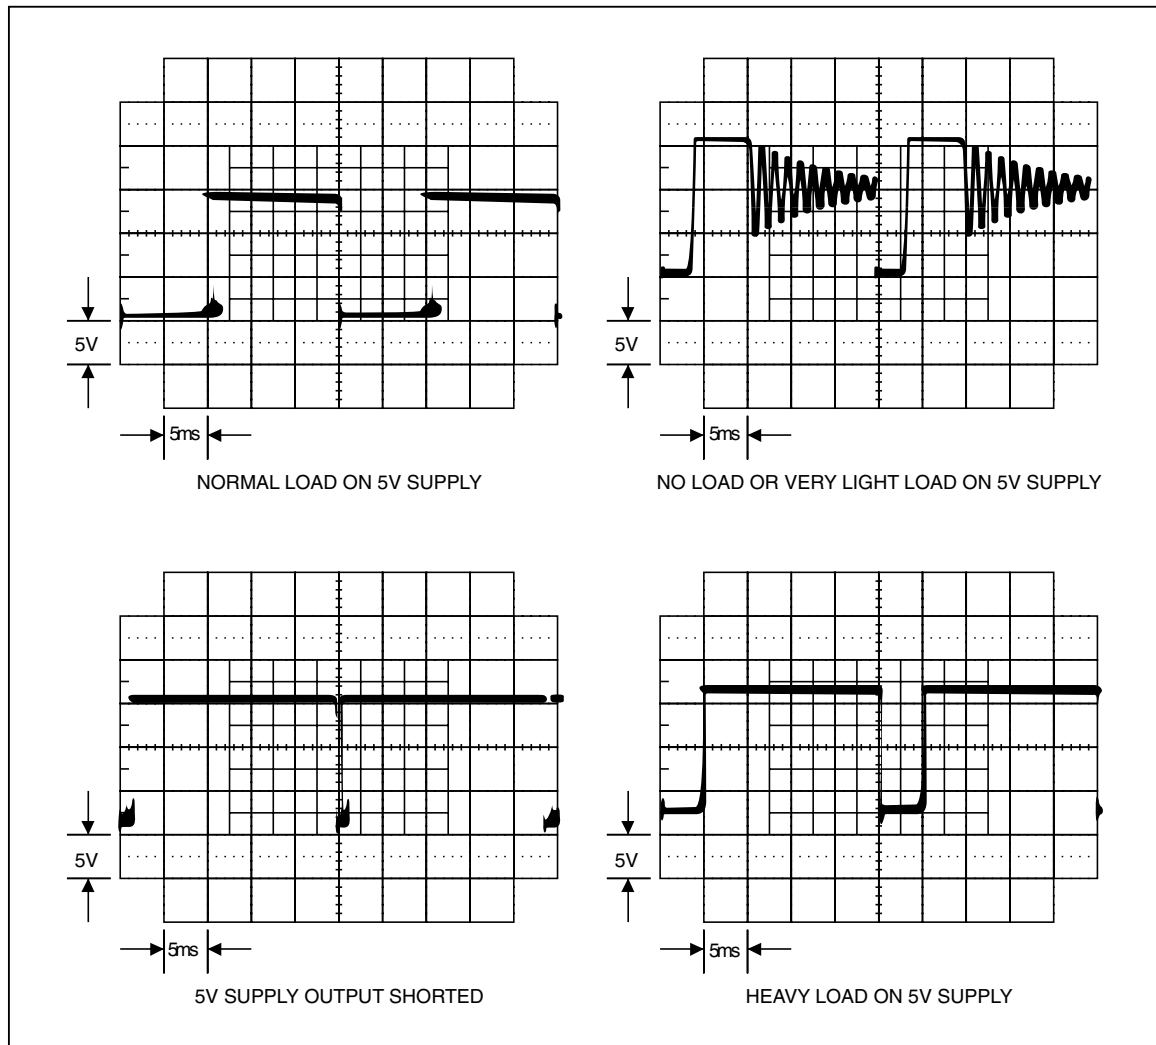 5V
5V
5ms
5ms
NORMAL LOAD ON 5V SUPPLY
NO LOAD OR VERY LIGHT LOAD ON 5V SUPPLY
5V
5V
5ms
5ms
5V SUPPLY OUTPUT SHORTED
HEAVY LOAD ON 5V SUPPLY